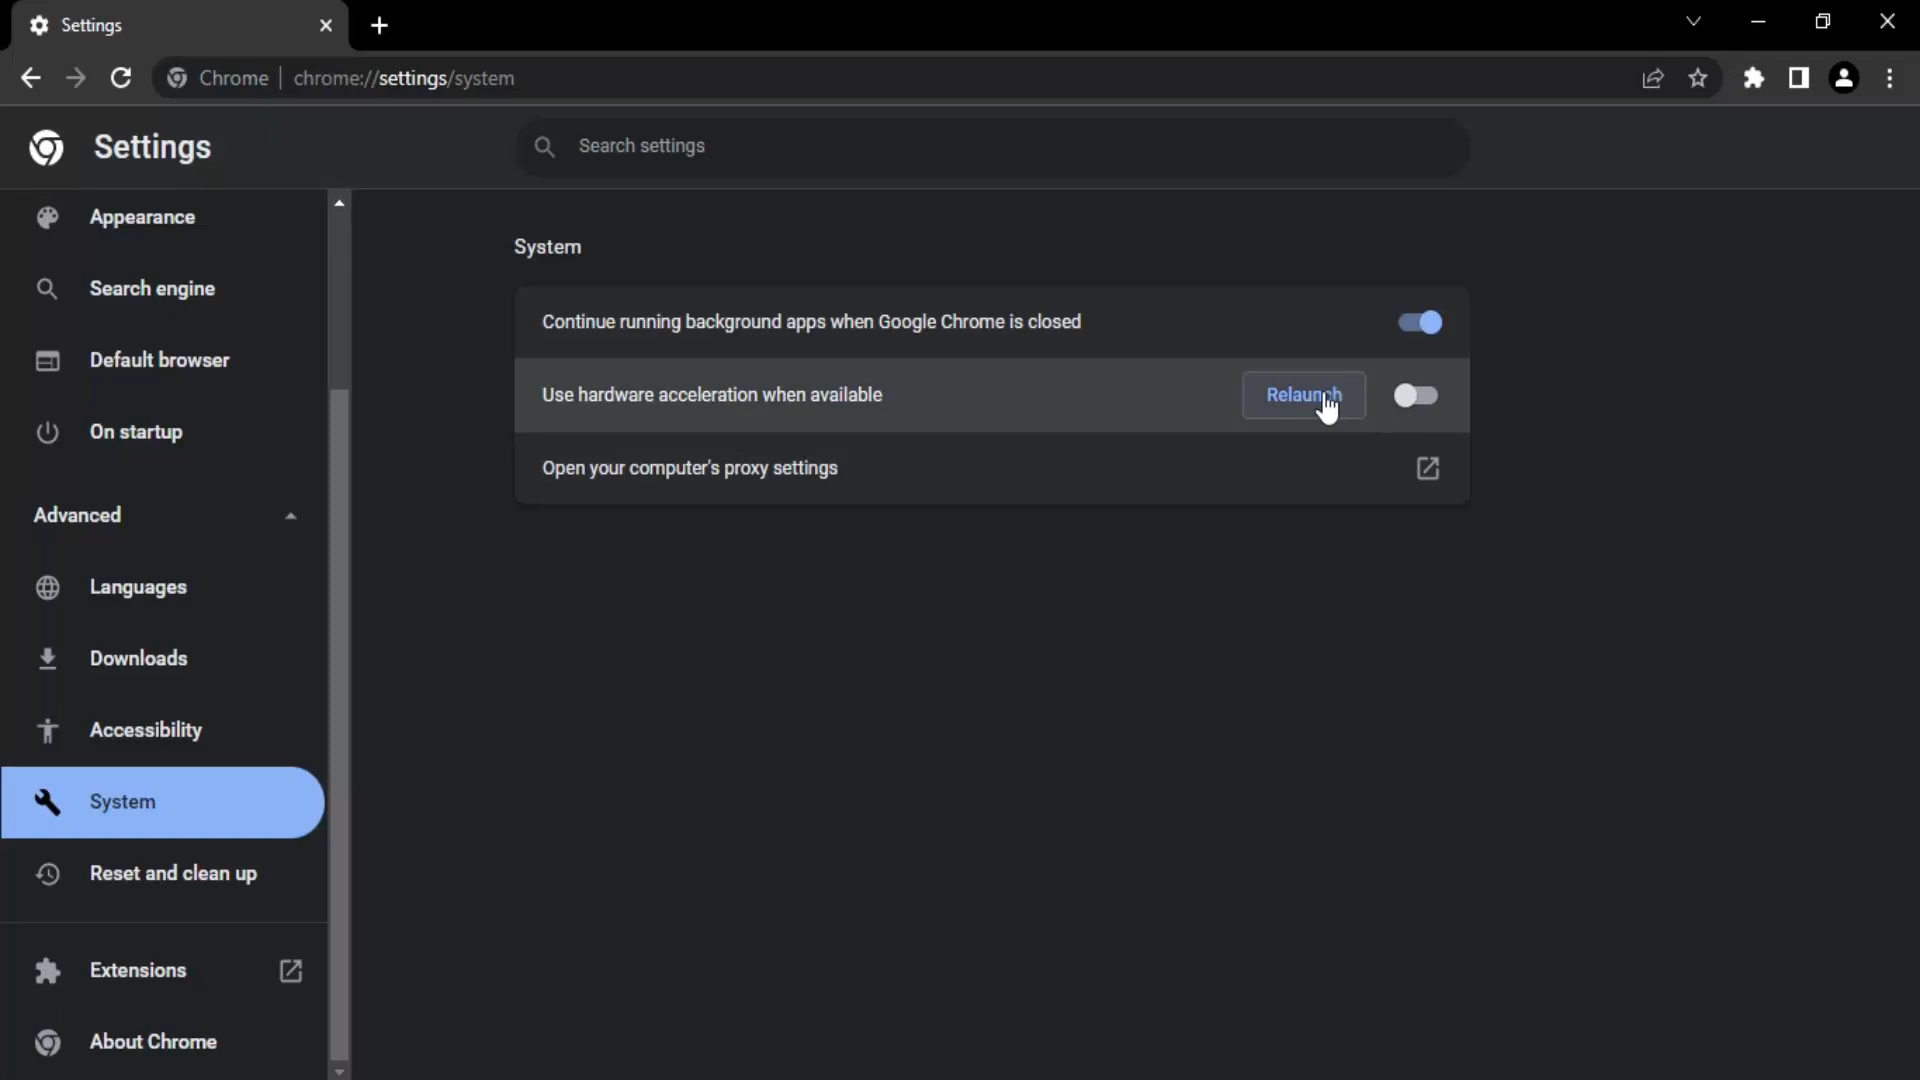 Settings
Chrome | chrome://settings/system
Settings
Search settings
Appearance
Search engine
Default browser
On startup
Advanced
Languages
Downloads
Accessibility
System
Reset and clean up
Extensions
About Chrome
System
Continue running background apps when Google Chrome is closed
Use hardware acceleration when available
Relaunch
Open your computer's proxy settings